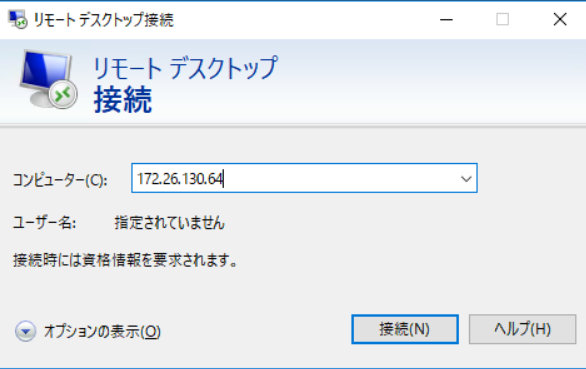 リモート デスクトップ接続
リモート デスクトップ
接続
コンピューター(C): 172.26.130.64
ユーザー名: 指定されていません
接続時には資格情報を要求されます。
オプションの表示(O) 接続(N) ヘルプ(H)